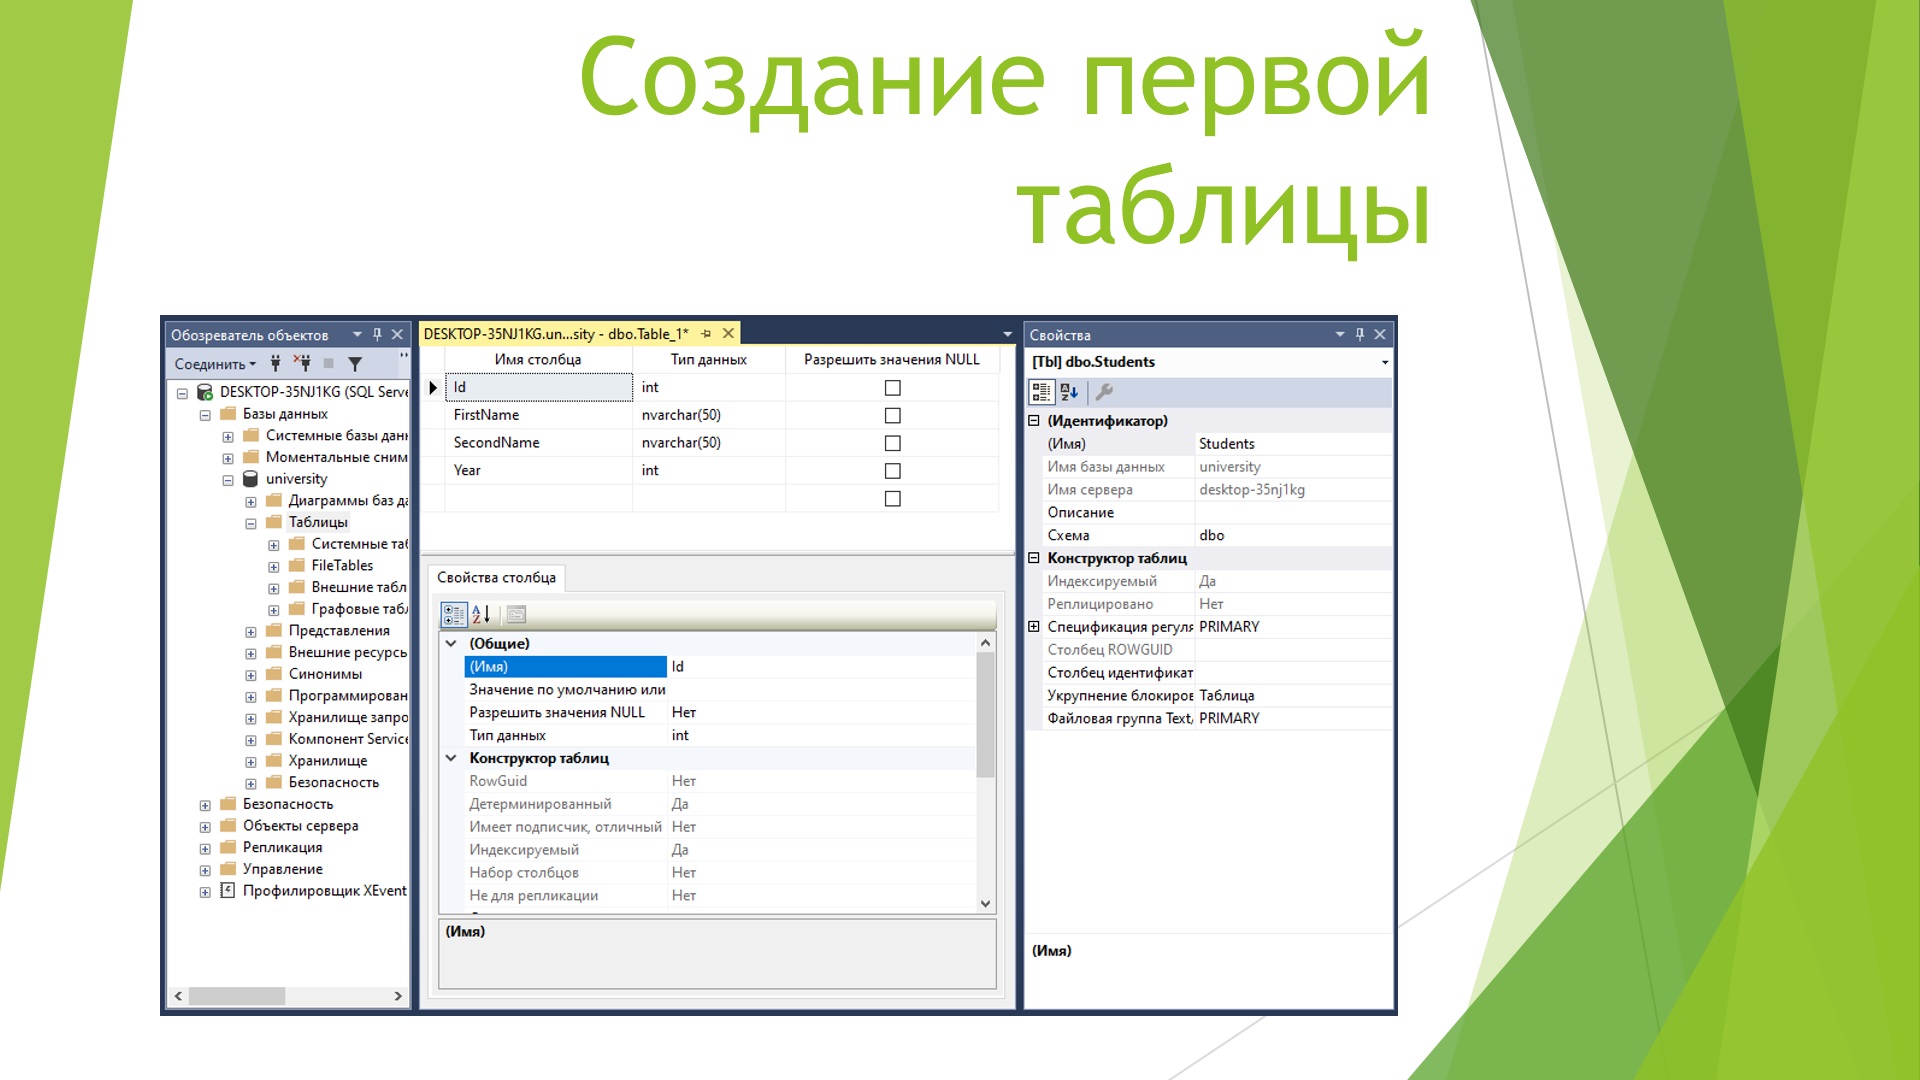 Создание первой
таблицы
Обозреватель объектов
Соединить
DESKTOP-35NJ1KG (SQL Serve
Базы данных
Системные базы данн
Моментальные сним
university
Диаграммы баз да
Таблицы
Системные таб
FileTables
Внешние табл
Графовые табл
Представления
Внешние ресурсы
Синонимы
Программирован
Хранилище запро
Компонент Service
Хранилище
Безопасность
Безопасность
Объекты сервера
Репликация
Управление
Профилировщик XEvent
DESKTOP-35NJ1KG.un...sity - dbo.Table_1*
Имя столбца Тип данных Разрешить значения NULL
Id int
FirstName nvarchar(50)
SecondName nvarchar(50)
Year int
Свойства столбца
(Общие)
(Имя) Id
Значение по умолчанию или
Разрешить значения NULL Нет
Тип данных int
Конструктор таблиц
RowGuid Нет
Детерминированный Да
Имеет подписчик, отличный Нет
Индексируемый Да
Набор столбцов Нет
Не для репликации Нет
(Имя)
Свойства
[Tbl] dbo.Students
(Идентификатор)
(Имя) Students
Имя базы данных university
Имя сервера desktop-35nj1kg
Описание
Схема dbo
Конструктор таблиц
Индексируемый Да
Реплицировано Нет
Спецификация регуля PRIMARY
Столбец ROWGUID
Столбец идентификат
Укрупнение блокиров Таблица
Файловая группа Text, PRIMARY
(Имя)